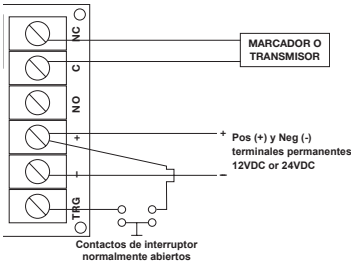 NC
C
NO
+
–
TRG
MARCADOR O
TRANSMISOR
+
–
Pos (+) y Neg (-)
terminales permanentes
12VDC or 24VDC
Contactos de interruptor
normalmente abiertos